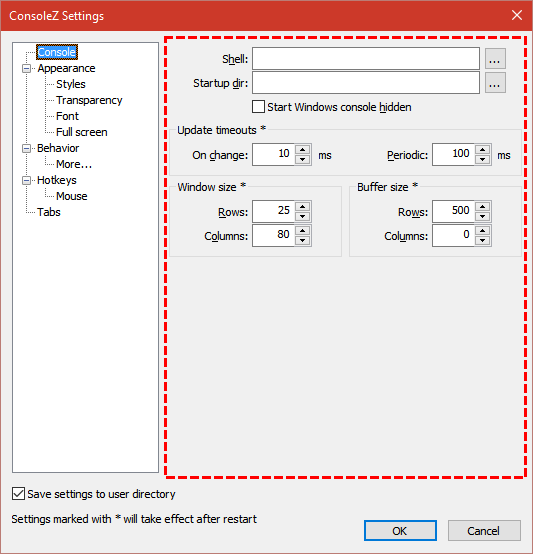 ConsoleZ Settings
Console
Appearance
Styles
Transparency
Font
Full screen
Behavior
More...
Hotkeys
Mouse
Tabs
Shell: ...
Startup dir: ...
Start Windows console hidden
Update timeouts *
On change: 10 ms Periodic: 100 ms
Window size * Buffer size *
Rows: 25 Rows: 500
Columns: 80 Columns: 0
Save settings to user directory
Settings marked with * will take effect after restart
OK Cancel